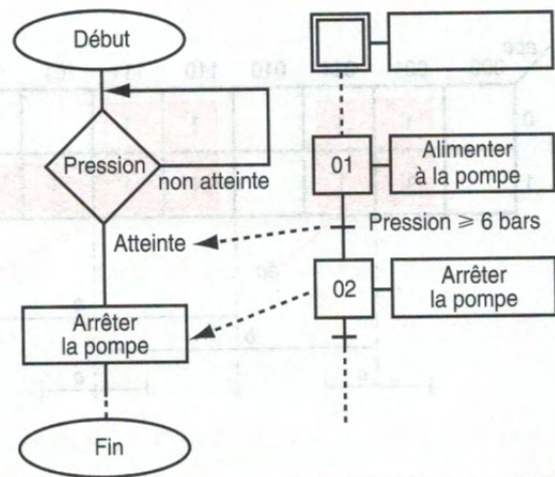 Début
Pression
non atteinte
Atteinte
Arrêter
la pompe
Fin
01
Alimenter
à la pompe
Pression ≥ 6 bars
02
Arrêter
la pompe